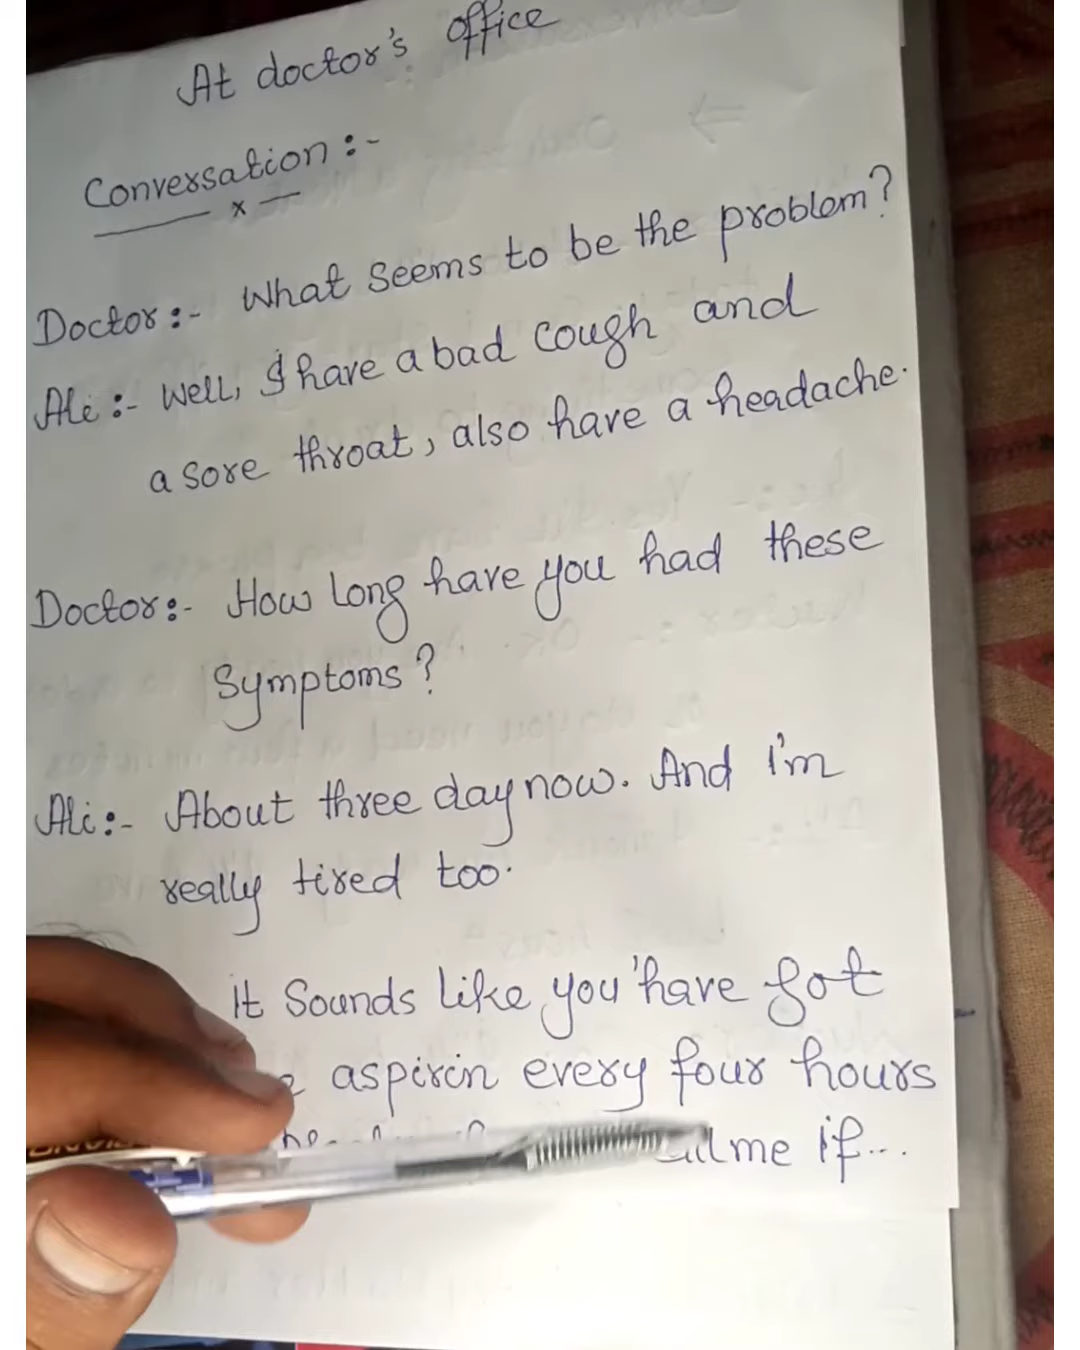 At doctor's office
Conversation :-
x
Doctor :- What seems to be the problem?
Ali :- Well, I have a bad cough and
a sore throat, also have a headache.
Doctor :- How long have you had these
symptoms?
Ali :- About three day now. And i'm
really tired too.
it sounds like you'have got
aspirin every four hours
me if...